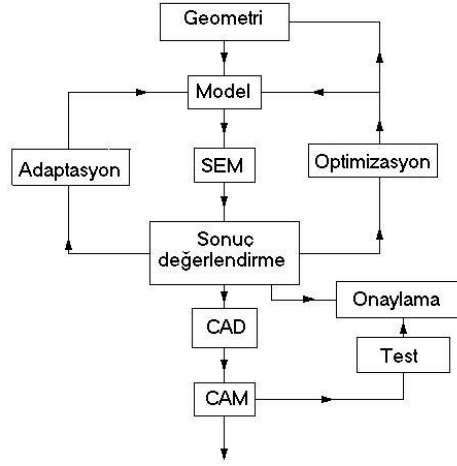 Geometri
Model
Adaptasyon
SEM
Optimizasyon
Sonuç
değerlendirme
Onaylama
CAD
Test
CAM